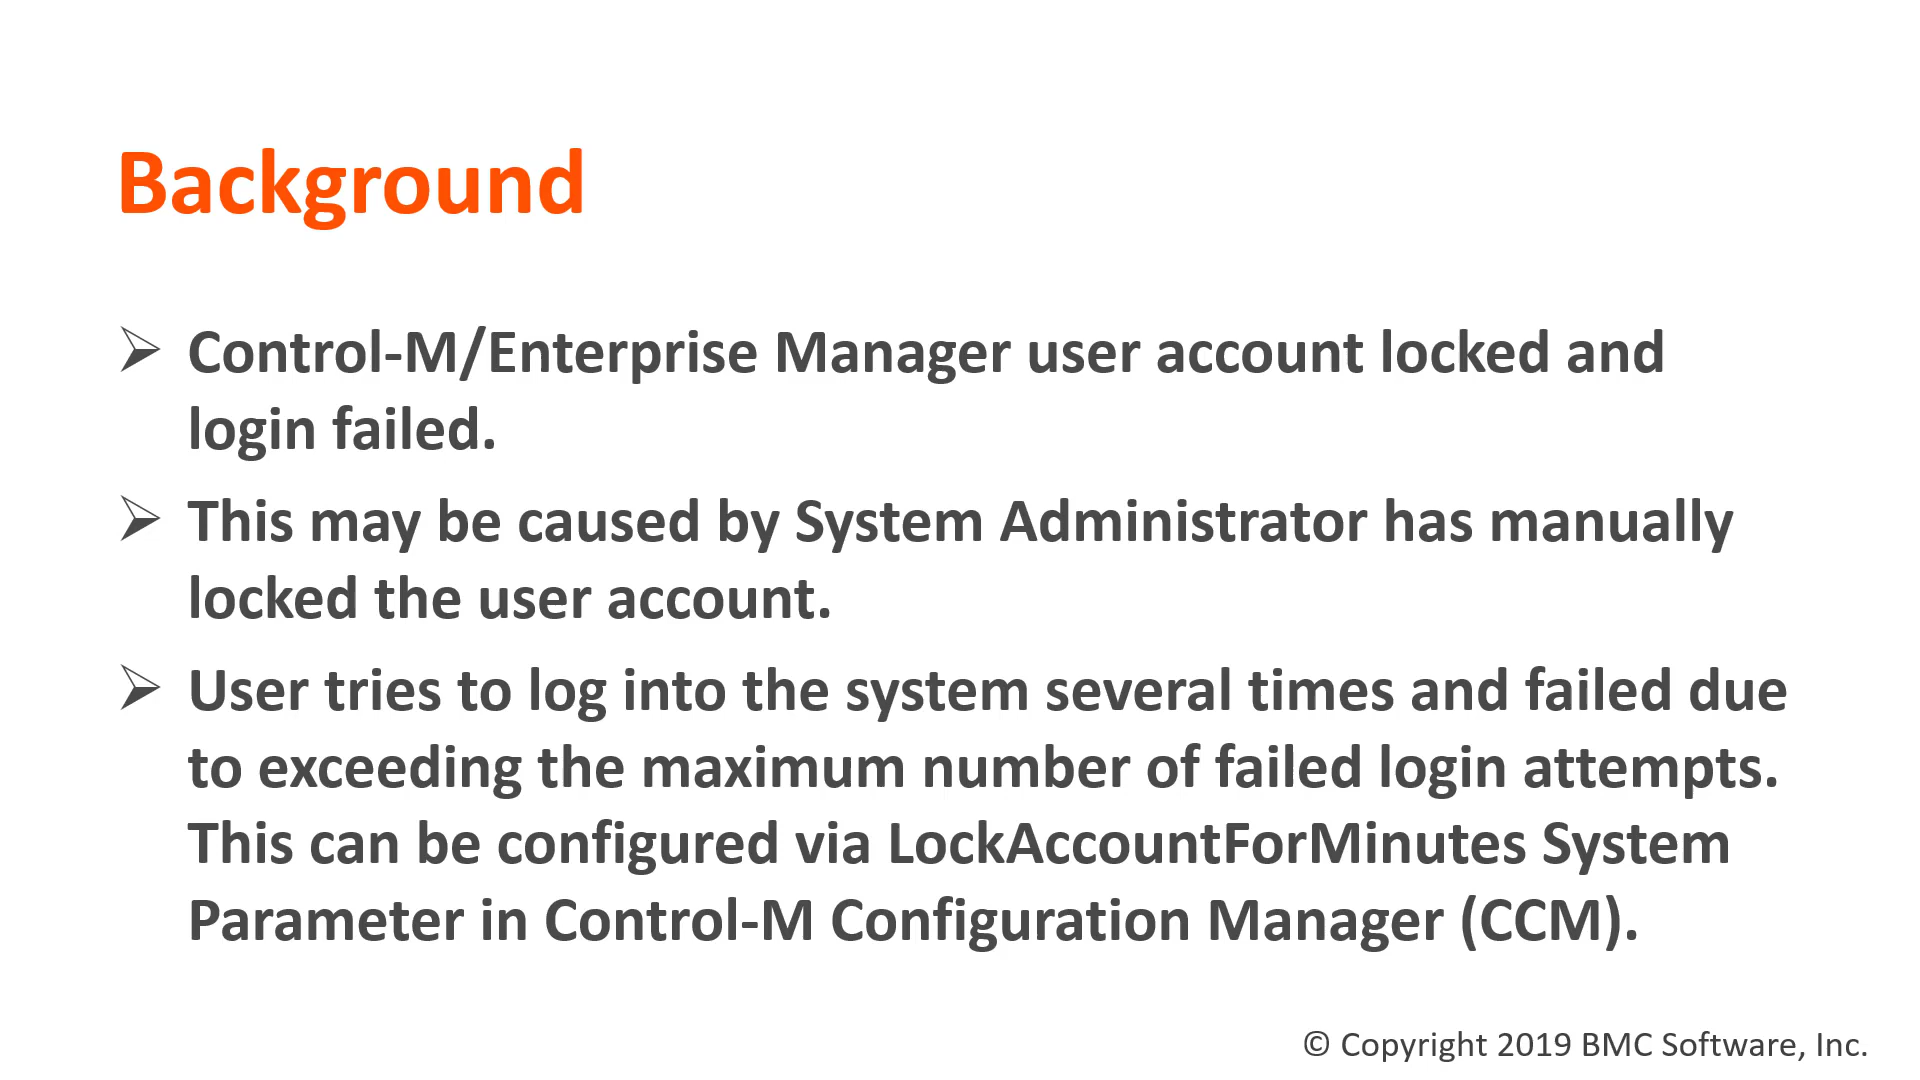 Background
➢ Control-M/Enterprise Manager user account locked and
login failed.
➢ This may be caused by System Administrator has manually
locked the user account.
➢ User tries to log into the system several times and failed due
to exceeding the maximum number of failed login attempts.
This can be configured via LockAccountForMinutes System
Parameter in Control-M Configuration Manager (CCM).
© Copyright 2019 BMC Software, Inc.